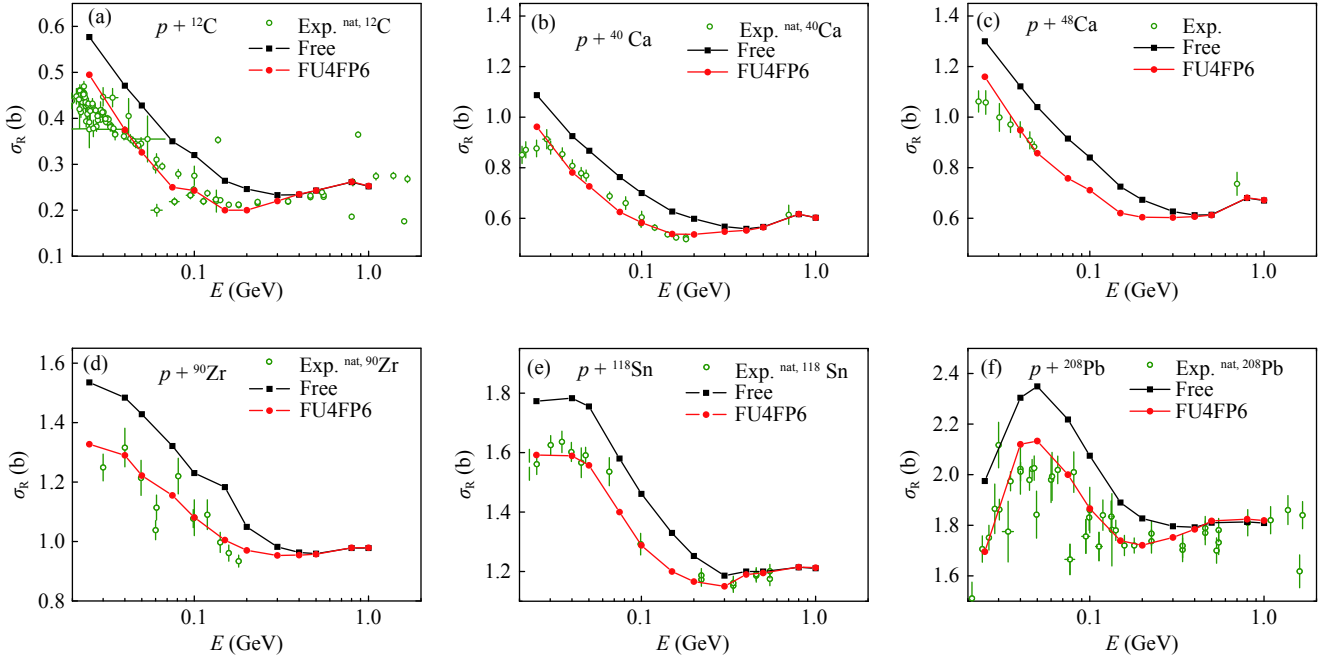 (a)
p + ¹²C
Exp. ⁿᵃᵗ, ¹²C
Free
FU4FP6
0.6
0.5
0.4
0.3
0.2
0.1
σR (b)
0.1
1.0
E (GeV)
(b)
p + ⁴⁰ Ca
Exp. ⁿᵃᵗ, ⁴⁰Ca
Free
FU4FP6
1.4
1.2
1.0
0.8
0.6
σR (b)
0.1
1.0
E (GeV)
(c)
p + ⁴⁸Ca
Exp.
Free
FU4FP6
1.4
1.2
1.0
0.8
0.6
σR (b)
0.1
1.0
E (GeV)
(d)
p + ⁹⁰Zr
Exp. ⁿᵃᵗ, ⁹⁰Zr
Free
FU4FP6
1.6
1.4
1.2
1.0
0.8
σR (b)
0.1
1.0
E (GeV)
(e)
p + ¹¹⁸Sn
Exp. ⁿᵃᵗ, ¹¹⁸ Sn
Free
FU4FP6
1.8
1.6
1.4
1.2
σR (b)
0.1
1.0
E (GeV)
(f)
p + ²⁰⁸Pb
Exp. ⁿᵃᵗ, ²⁰⁸Pb
Free
FU4FP6
2.4
2.2
2.0
1.8
1.6
σR (b)
0.1
1.0
E (GeV)